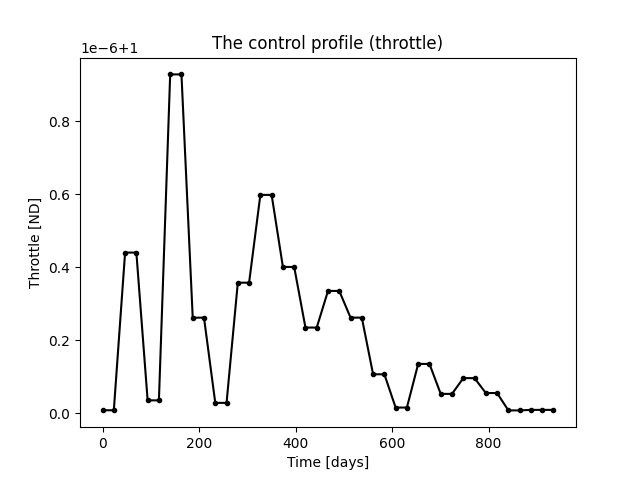 The control profile (throttle)
1e−6+1
0.8
0.6
0.4
0.2
0.0
Throttle [ND]
0 200 400 600 800
Time [days]